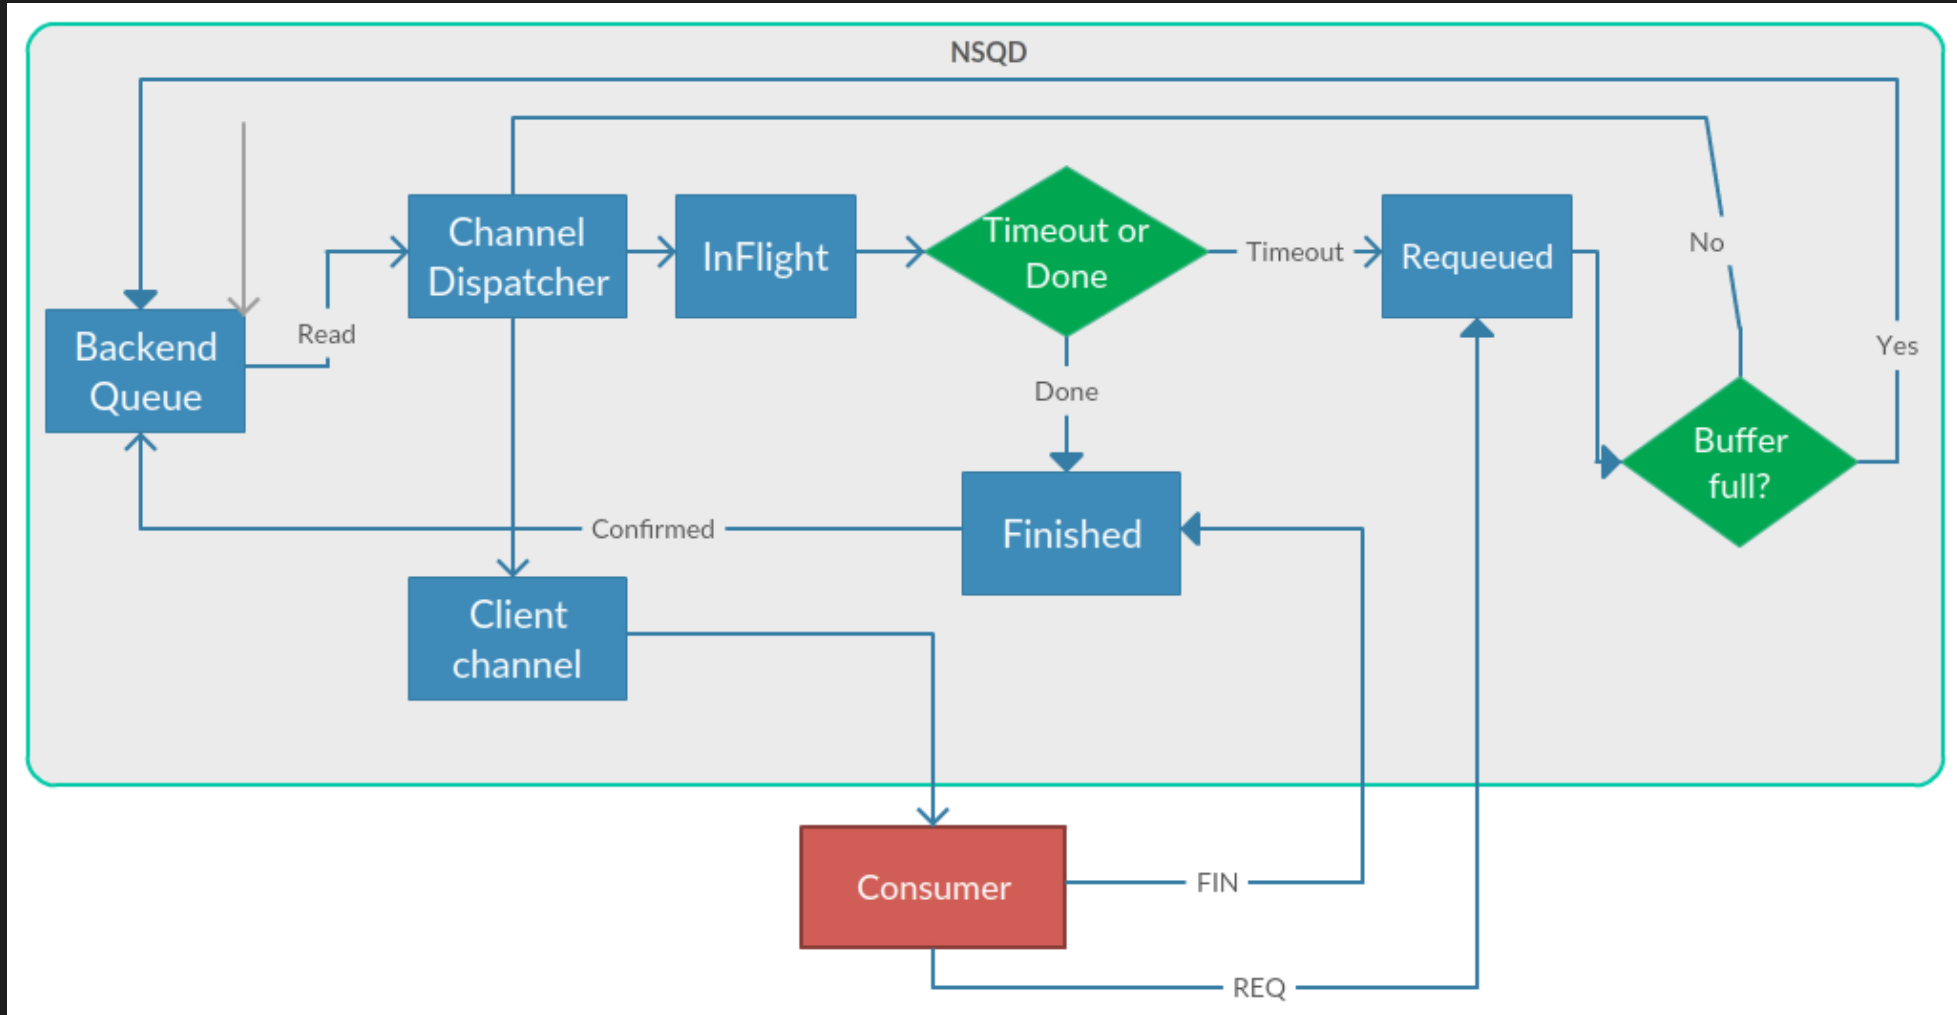 NSQD
Channel
Dispatcher
InFlight
Timeout or
Done
Timeout
Requeued
No
Backend
Queue
Read
Yes
Done
Buffer
full?
Confirmed
Finished
Client
channel
Consumer
FIN
REQ